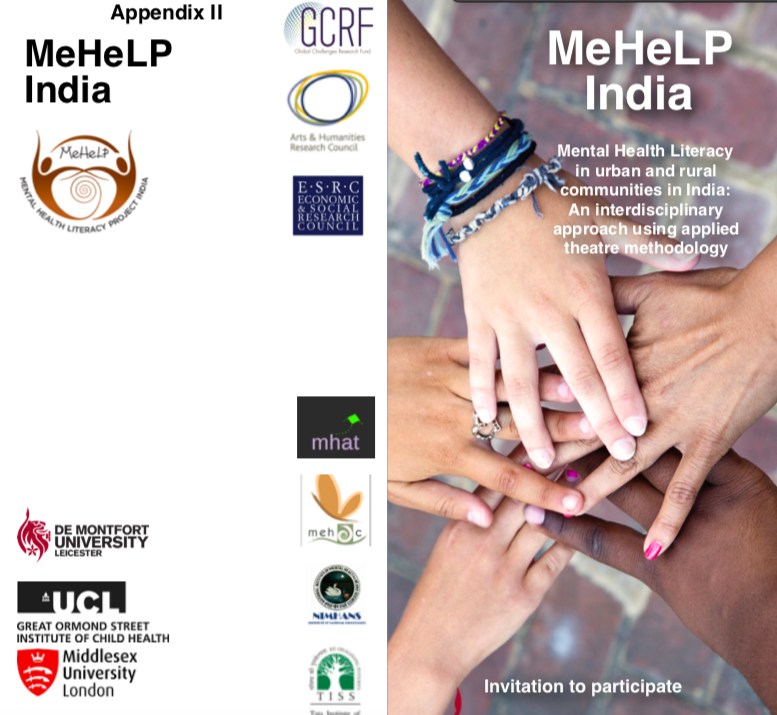 Appendix II
MeHeLP
India
MeHeLP
MENTAL HEALTH LITERACY PROJECT INDIA
GCRF
Global Challenges Research Fund
Arts & Humanities
Research Council
E·S·R·C
ECONOMIC
& SOCIAL
RESEARCH
COUNCIL
mhat
meh c
DE MONTFORT
UNIVERSITY
LEICESTER
UCL
GREAT ORMOND STREET
INSTITUTE OF CHILD HEALTH
Middlesex
University
London
NIMHANS
TISS
Tata Institute of
MeHeLP
India
Mental Health Literacy
in urban and rural
communities in India:
An interdisciplinary
approach using applied
theatre methodology
Invitation to participate